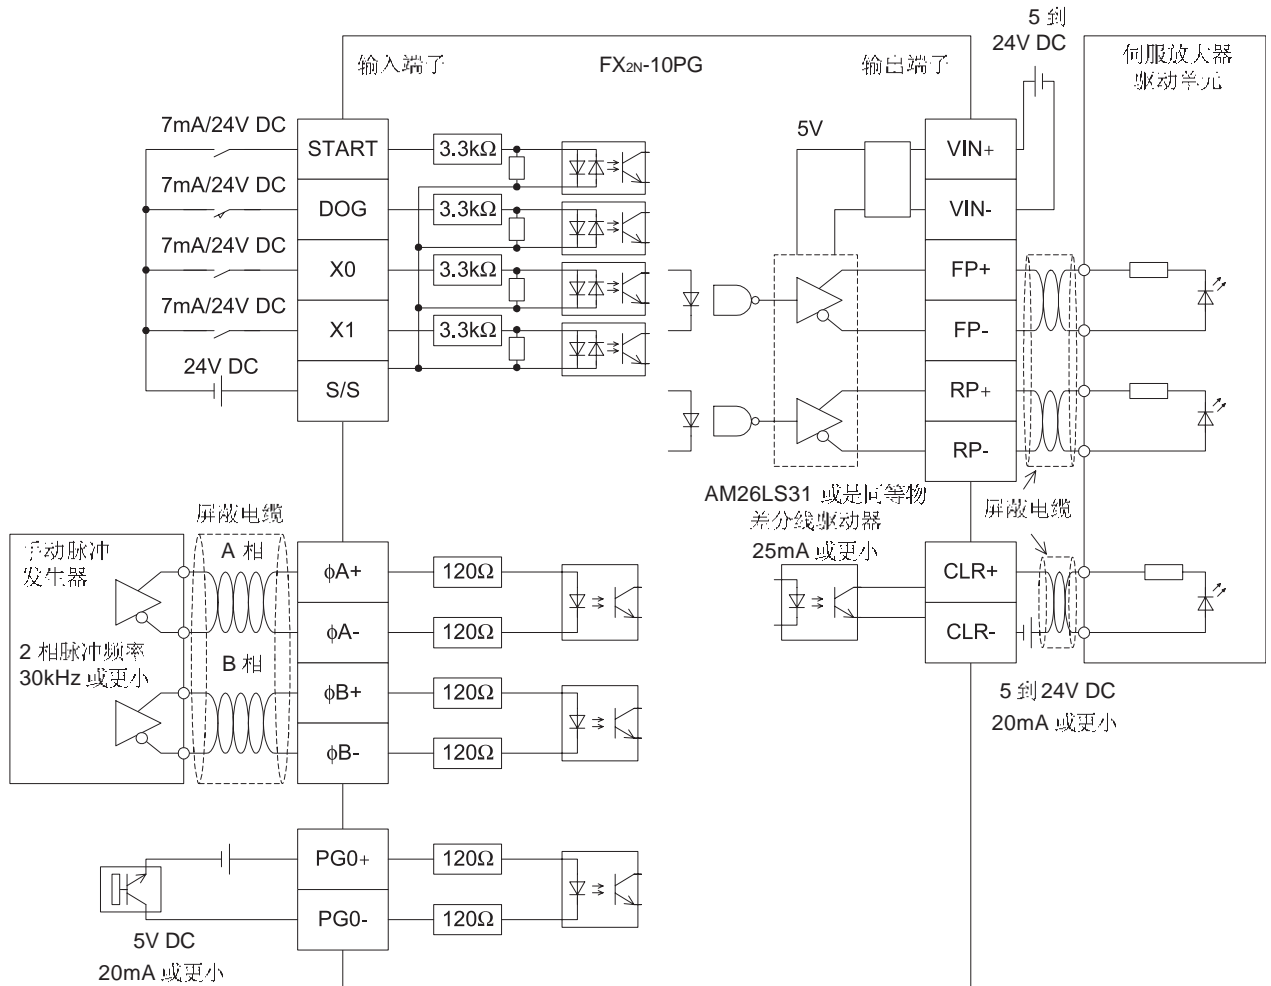 输入端子
FX2N-10PG
输出端子
5 到
24V DC
伺服放大器
驱动单元
7mA/24V DC
START
3.3kΩ
5V
VIN+
7mA/24V DC
DOG
3.3kΩ
VIN-
7mA/24V DC
X0
3.3kΩ
FP+
7mA/24V DC
X1
3.3kΩ
FP-
24V DC
S/S
RP+
RP-
AM26LS31 或是同等物
差分线驱动器
25mA 或更小
屏蔽电缆
屏蔽电缆
手动脉冲
发生器
A 相
ϕA+
120Ω
CLR+
ϕA-
120Ω
CLR-
2 相脉冲频率
30kHz 或更小
B 相
ϕB+
120Ω
5 到 24V DC
20mA 或更小
ϕB-
120Ω
PG0+
120Ω
PG0-
120Ω
5V DC
20mA 或更小